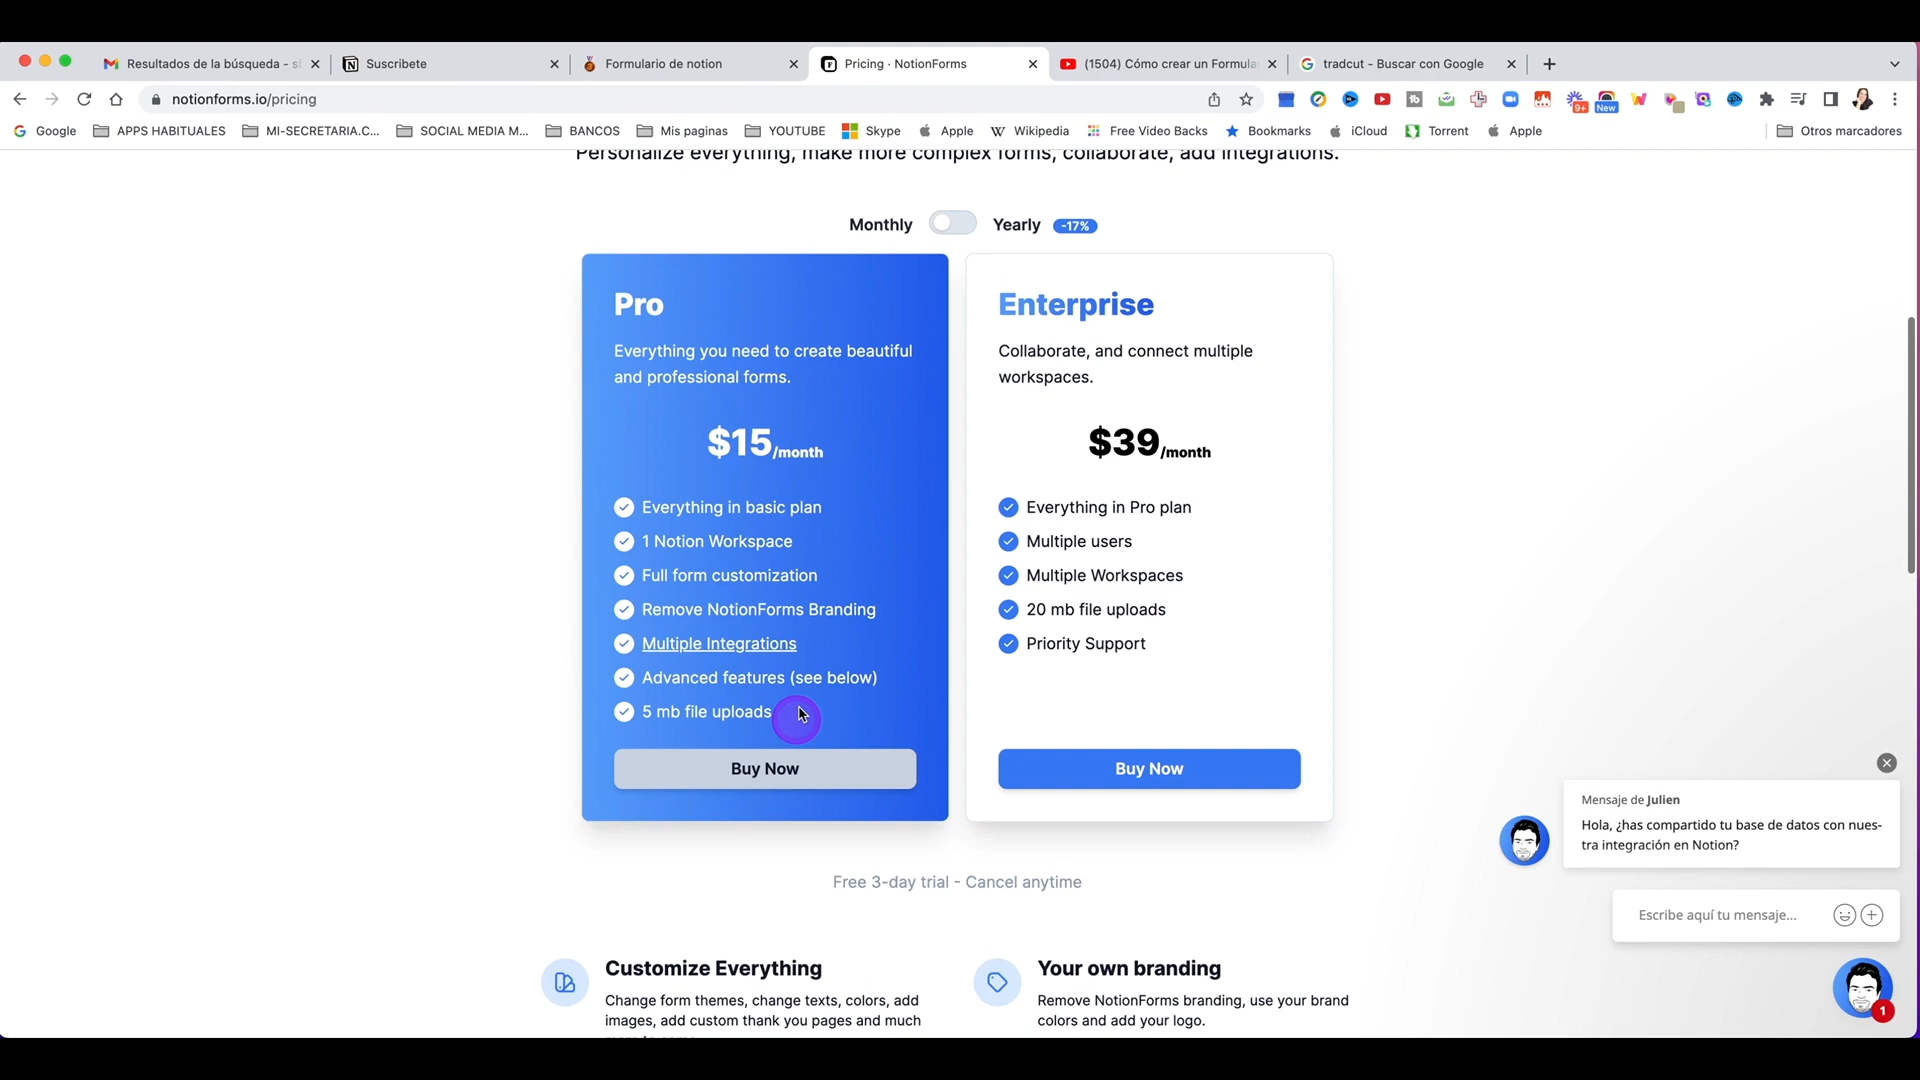 Resultados de la búsqueda - s
Suscribete
Formulario de notion
Pricing · NotionForms
(1504) Cómo crear un Formula
tradcut - Buscar con Google
notionforms.io/pricing
9+
New
Google
APPS HABITUALES
MI-SECRETARIA.C...
SOCIAL MEDIA M...
BANCOS
Mis paginas
YOUTUBE
Skype
Apple
Wikipedia
Free Video Backs
Bookmarks
iCloud
Torrent
Apple
Otros marcadores
Personalize everything, make more complex forms, collaborate, add integrations.
Monthly
Yearly
-17%
Pro
Everything you need to create beautiful
and professional forms.
$15/month
Everything in basic plan
1 Notion Workspace
Full form customization
Remove NotionForms Branding
Multiple Integrations
Advanced features (see below)
5 mb file uploads
Buy Now
Enterprise
Collaborate, and connect multiple
workspaces.
$39/month
Everything in Pro plan
Multiple users
Multiple Workspaces
20 mb file uploads
Priority Support
Buy Now
Free 3-day trial - Cancel anytime
Customize Everything
Change form themes, change texts, colors, add
images, add custom thank you pages and much
Your own branding
Remove NotionForms branding, use your brand
colors and add your logo.
Mensaje de Julien
Hola, ¿has compartido tu base de datos con nues-
tra integración en Notion?
Escribe aquí tu mensaje...
1